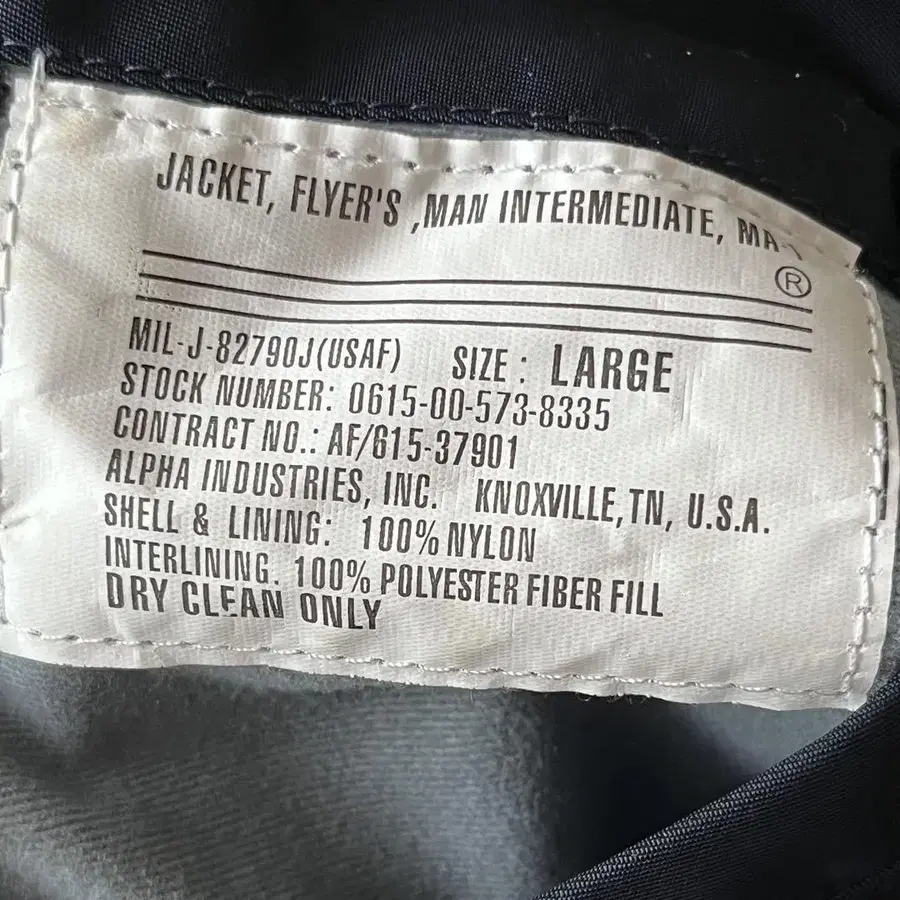 JACKET, FLYER'S ,MAN INTERMEDIATE, MA-1
®
MIL-J-82790J(USAF) SIZE : LARGE
STOCK NUMBER: 0615-00-573-8335
CONTRACT NO.: AF/615-37901
ALPHA INDUSTRIES, INC. KNOXVILLE,TN, U.S.A.
SHELL & LINING: 100% NYLON
INTERLINING. 100% POLYESTER FIBER FILL
DRY CLEAN ONLY